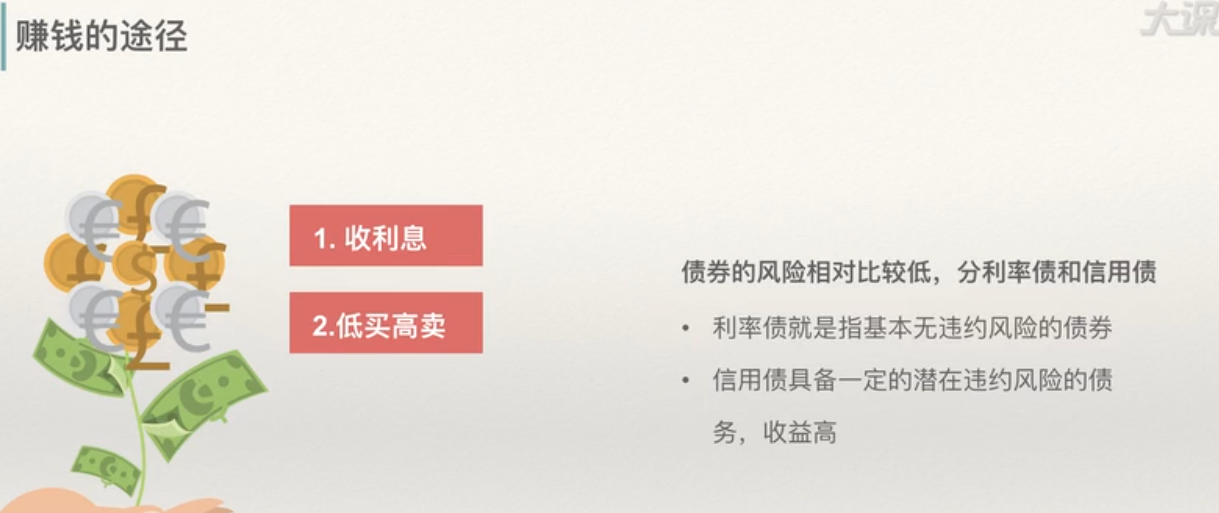 赚钱的途径
大课
1. 收利息
2.低买高卖
债券的风险相对比较低，分利率债和信用债
• 利率债就是指基本无违约风险的债券
• 信用债具备一定的潜在违约风险的债
务，收益高